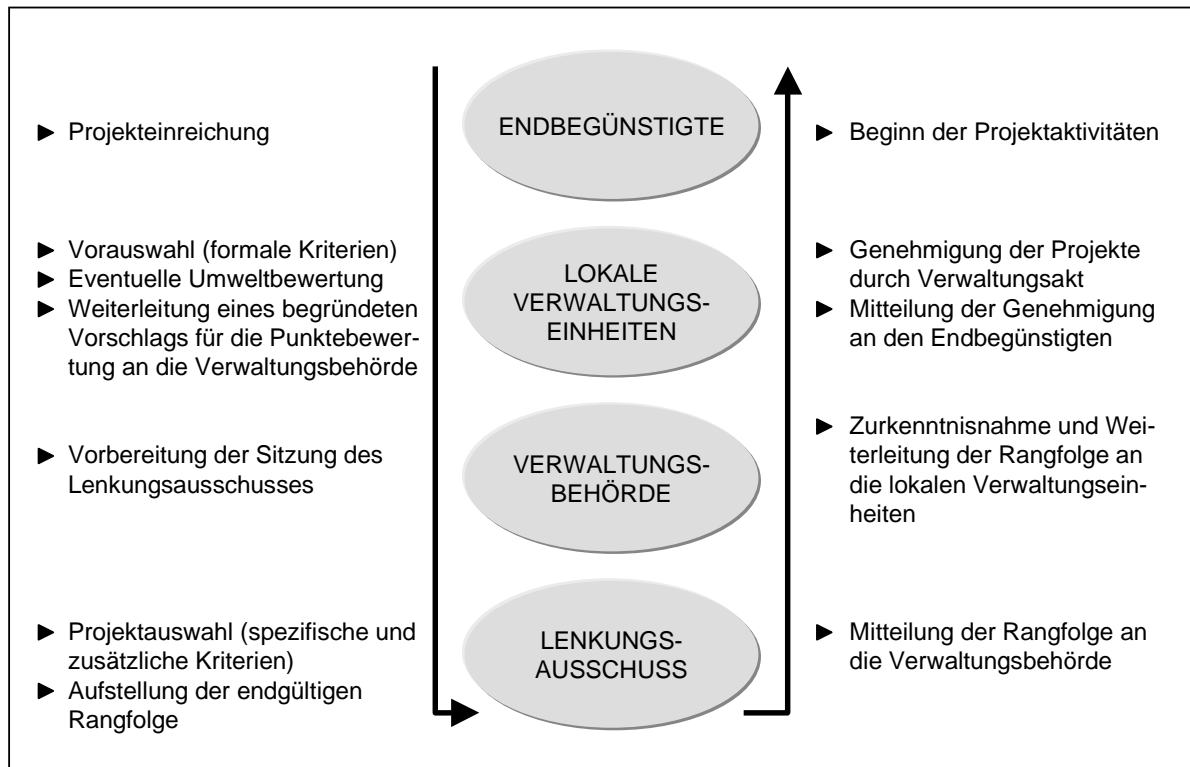 ► Projekteinreichung
ENDBEGÜNSTIGTE
► Beginn der Projektaktivitäten
► Vorauswahl (formale Kriterien)
► Eventuelle Umweltbewertung
► Weiterleitung eines begründeten
Vorschlags für die Punktebewer-
tung an die Verwaltungsbehörde
LOKALE
VERWALTUNGS-
EINHEITEN
► Genehmigung der Projekte
durch Verwaltungsakt
► Mitteilung der Genehmigung
an den Endbegünstigten
► Vorbereitung der Sitzung des
Lenkungsausschusses
VERWALTUNGS-
BEHÖRDE
► Zurkenntnisnahme und Wei-
terleitung der Rangfolge an
die lokalen Verwaltungsein-
heiten
► Projektauswahl (spezifische und
zusätzliche Kriterien)
► Aufstellung der endgültigen
Rangfolge
LENKUNGS-
AUSSCHUSS
► Mitteilung der Rangfolge an
die Verwaltungsbehörde